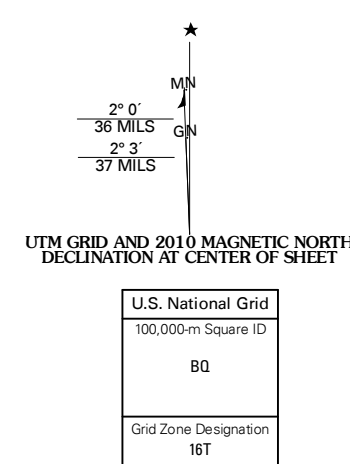 MN
2° 0´
36 MILS
GN
2° 3´
37 MILS
UTM GRID AND 2010 MAGNETIC NORTH
DECLINATION AT CENTER OF SHEET
U.S. National Grid
100,000-m Square ID
BQ
Grid Zone Designation
16T